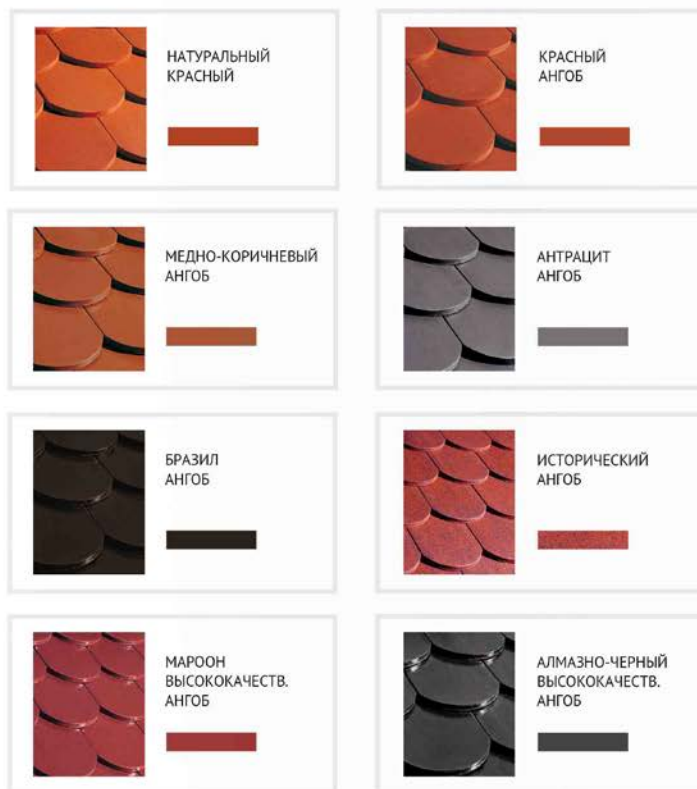 НАТУРАЛЬНЫЙ
КРАСНЫЙ
КРАСНЫЙ
АНГОБ
МЕДНО-КОРИЧНЕВЫЙ
АНГОБ
АНТРАЦИТ
АНГОБ
БРАЗИЛ
АНГОБ
ИСТОРИЧЕСКИЙ
АНГОБ
МАРООН
ВЫСОКОКАЧЕСТВ.
АНГОБ
АЛМАЗНО-ЧЕРНЫЙ
ВЫСОКОКАЧЕСТВ.
АНГОБ